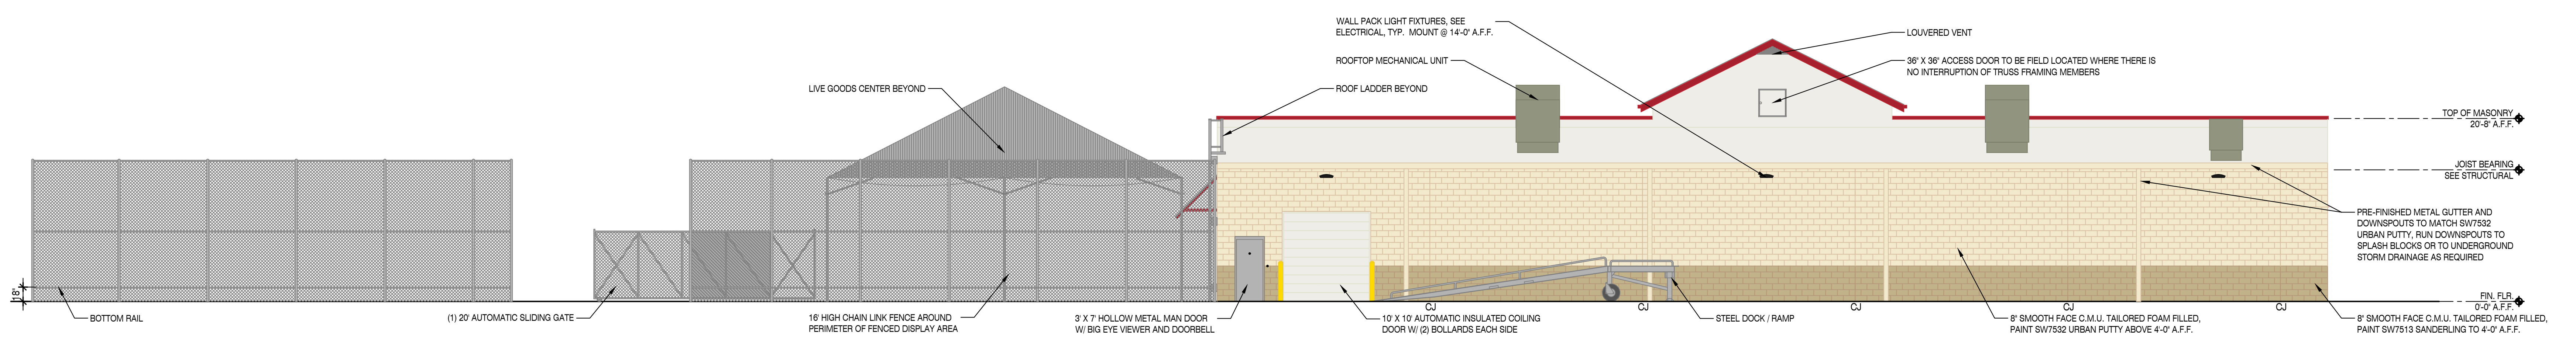 WALL PACK LIGHT FIXTURES, SEE
ELECTRICAL, TYP. MOUNT @ 14'-0" A.F.F.
LOUVERED VENT
ROOFTOP MECHANICAL UNIT
36" X 36" ACCESS DOOR TO BE FIELD LOCATED WHERE THERE IS
NO INTERRUPTION OF TRUSS FRAMING MEMBERS
LIVE GOODS CENTER BEYOND
ROOF LADDER BEYOND
TOP OF MASONRY
20'-8" A.F.F.
JOIST BEARING
SEE STRUCTURAL
PRE-FINISHED METAL GUTTER AND
DOWNSPOUTS TO MATCH SW7532
URBAN PUTTY, RUN DOWNSPOUTS TO
SPLASH BLOCKS OR TO UNDERGROUND
STORM DRAINAGE AS REQUIRED
18"
FIN. FLR.
0'-0" A.F.F.
CJ
CJ
CJ
CJ
CJ
BOTTOM RAIL
(1) 20' AUTOMATIC SLIDING GATE
16' HIGH CHAIN LINK FENCE AROUND
PERIMETER OF FENCED DISPLAY AREA
3' X 7' HOLLOW METAL MAN DOOR
W/ BIG EYE VIEWER AND DOORBELL
10' X 10' AUTOMATIC INSULATED COILING
DOOR W/ (2) BOLLARDS EACH SIDE
STEEL DOCK / RAMP
8" SMOOTH FACE C.M.U. TAILORED FOAM FILLED,
PAINT SW7532 URBAN PUTTY ABOVE 4'-0" A.F.F.
8" SMOOTH FACE C.M.U. TAILORED FOAM FILLED,
PAINT SW7513 SANDERLING TO 4'-0" A.F.F.